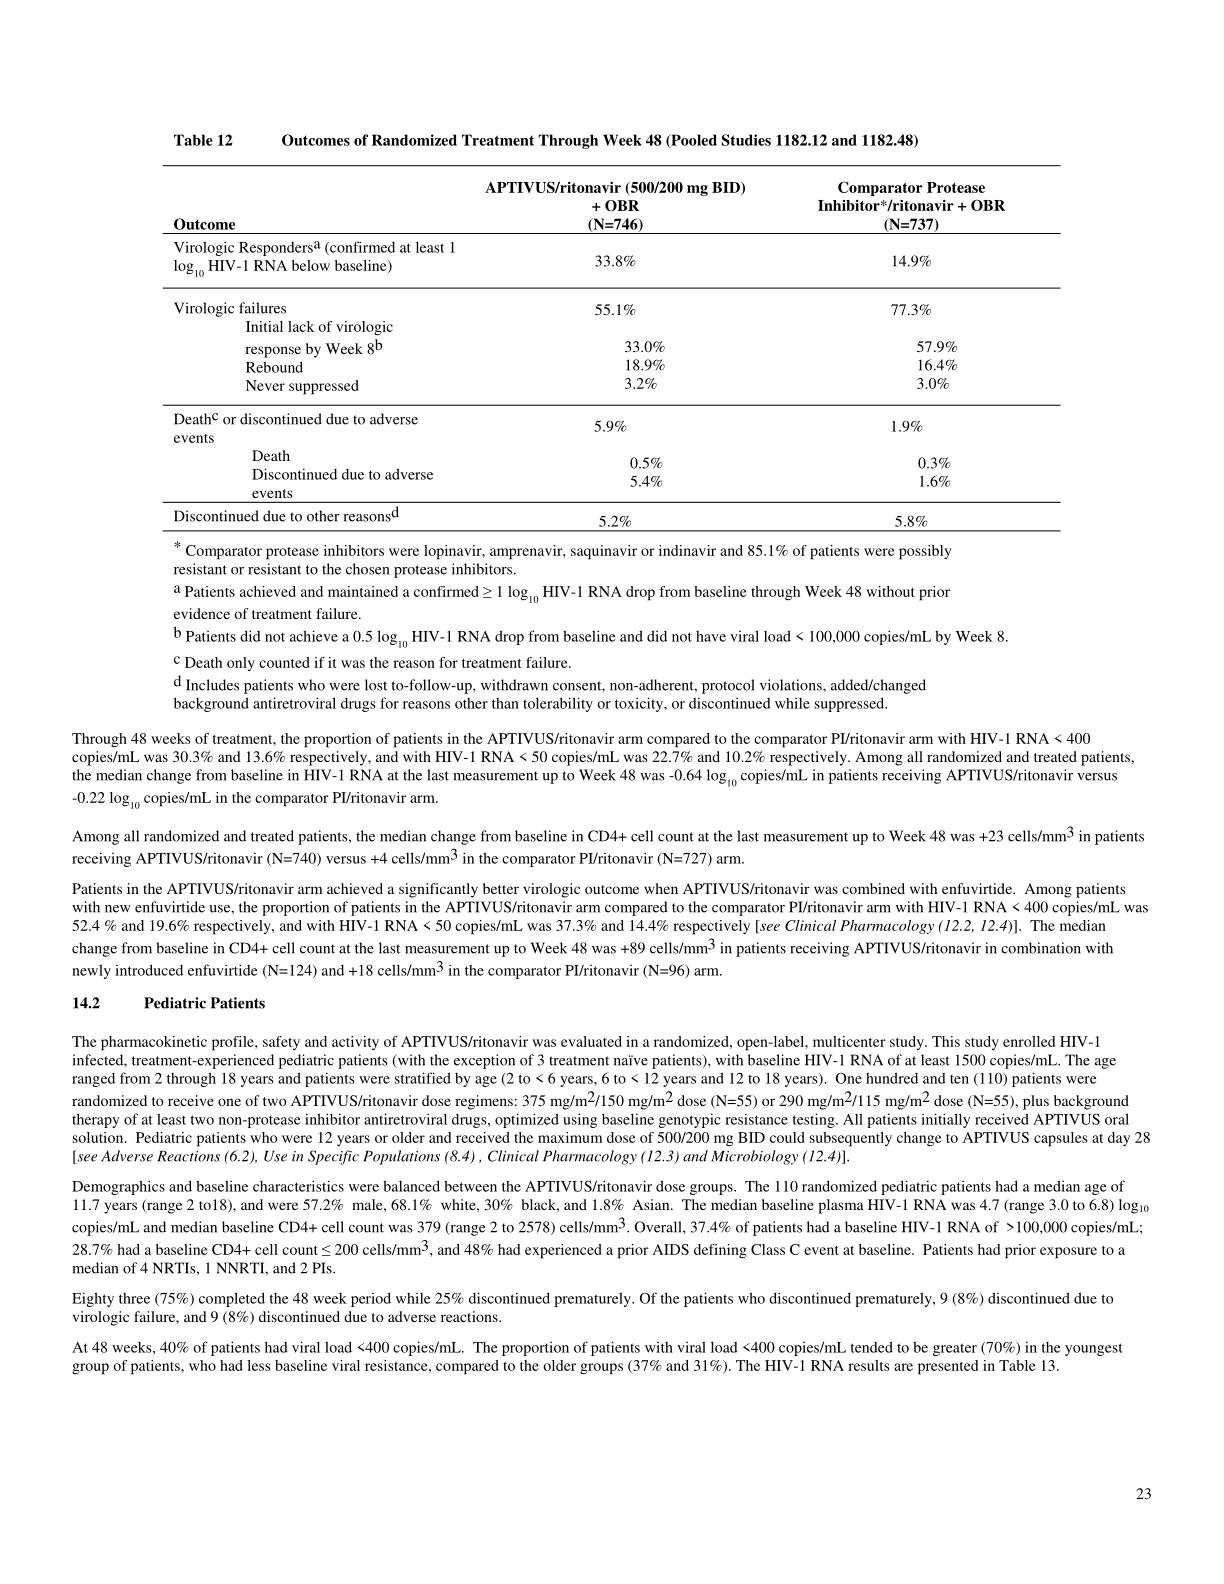 Table 12 Outcomes of Randomized Treatment Through Week 48 (Pooled Studies 1182.12 and 1182.48)
Outcome APTIVUS/ritonavir (500/200 mg BID) + OBR (N=746) Comparator Protease Inhibitor*/ritonavir + OBR (N=737)
Virologic Responders^a (confirmed at least 1
log10 HIV-1 RNA below baseline) 33.8% 14.9%
Virologic failures 55.1% 77.3%
Initial lack of virologic
response by Week 8^b 33.0% 57.9%
Rebound 18.9% 16.4%
Never suppressed 3.2% 3.0%
Death^c or discontinued due to adverse
events 5.9% 1.9%
Death 0.5% 0.3%
Discontinued due to adverse
events 5.4% 1.6%
Discontinued due to other reasons^d 5.2% 5.8%
* Comparator protease inhibitors were lopinavir, amprenavir, saquinavir or indinavir and 85.1% of patients were possibly
resistant or resistant to the chosen protease inhibitors.
a Patients achieved and maintained a confirmed ≥ 1 log10 HIV-1 RNA drop from baseline through Week 48 without prior
evidence of treatment failure.
b Patients did not achieve a 0.5 log10 HIV-1 RNA drop from baseline and did not have viral load < 100,000 copies/mL by Week 8.
c Death only counted if it was the reason for treatment failure.
d Includes patients who were lost to-follow-up, withdrawn consent, non-adherent, protocol violations, added/changed
background antiretroviral drugs for reasons other than tolerability or toxicity, or discontinued while suppressed.
Through 48 weeks of treatment, the proportion of patients in the APTIVUS/ritonavir arm compared to the comparator PI/ritonavir arm with HIV-1 RNA < 400
copies/mL was 30.3% and 13.6% respectively, and with HIV-1 RNA < 50 copies/mL was 22.7% and 10.2% respectively. Among all randomized and treated patients,
the median change from baseline in HIV-1 RNA at the last measurement up to Week 48 was -0.64 log10 copies/mL in patients receiving APTIVUS/ritonavir versus
-0.22 log10 copies/mL in the comparator PI/ritonavir arm.
Among all randomized and treated patients, the median change from baseline in CD4+ cell count at the last measurement up to Week 48 was +23 cells/mm3 in patients
receiving APTIVUS/ritonavir (N=740) versus +4 cells/mm3 in the comparator PI/ritonavir (N=727) arm.
Patients in the APTIVUS/ritonavir arm achieved a significantly better virologic outcome when APTIVUS/ritonavir was combined with enfuvirtide. Among patients
with new enfuvirtide use, the proportion of patients in the APTIVUS/ritonavir arm compared to the comparator PI/ritonavir arm with HIV-1 RNA < 400 copies/mL was
52.4 % and 19.6% respectively, and with HIV-1 RNA < 50 copies/mL was 37.3% and 14.4% respectively [see Clinical Pharmacology (12.2, 12.4)]. The median
change from baseline in CD4+ cell count at the last measurement up to Week 48 was +89 cells/mm3 in patients receiving APTIVUS/ritonavir in combination with
newly introduced enfuvirtide (N=124) and +18 cells/mm3 in the comparator PI/ritonavir (N=96) arm.
14.2 Pediatric Patients
The pharmacokinetic profile, safety and activity of APTIVUS/ritonavir was evaluated in a randomized, open-label, multicenter study. This study enrolled HIV-1
infected, treatment-experienced pediatric patients (with the exception of 3 treatment naïve patients), with baseline HIV-1 RNA of at least 1500 copies/mL. The age
ranged from 2 through 18 years and patients were stratified by age (2 to < 6 years, 6 to < 12 years and 12 to 18 years). One hundred and ten (110) patients were
randomized to receive one of two APTIVUS/ritonavir dose regimens: 375 mg/m2/150 mg/m2 dose (N=55) or 290 mg/m2/115 mg/m2 dose (N=55), plus background
therapy of at least two non-protease inhibitor antiretroviral drugs, optimized using baseline genotypic resistance testing. All patients initially received APTIVUS oral
solution. Pediatric patients who were 12 years or older and received the maximum dose of 500/200 mg BID could subsequently change to APTIVUS capsules at day 28
[see Adverse Reactions (6.2), Use in Specific Populations (8.4) , Clinical Pharmacology (12.3) and Microbiology (12.4)].
Demographics and baseline characteristics were balanced between the APTIVUS/ritonavir dose groups. The 110 randomized pediatric patients had a median age of
11.7 years (range 2 to18), and were 57.2% male, 68.1% white, 30% black, and 1.8% Asian. The median baseline plasma HIV-1 RNA was 4.7 (range 3.0 to 6.8) log10
copies/mL and median baseline CD4+ cell count was 379 (range 2 to 2578) cells/mm3. Overall, 37.4% of patients had a baseline HIV-1 RNA of >100,000 copies/mL;
28.7% had a baseline CD4+ cell count ≤ 200 cells/mm3, and 48% had experienced a prior AIDS defining Class C event at baseline. Patients had prior exposure to a
median of 4 NRTIs, 1 NNRTI, and 2 PIs.
Eighty three (75%) completed the 48 week period while 25% discontinued prematurely. Of the patients who discontinued prematurely, 9 (8%) discontinued due to
virologic failure, and 9 (8%) discontinued due to adverse reactions.
At 48 weeks, 40% of patients had viral load <400 copies/mL. The proportion of patients with viral load <400 copies/mL tended to be greater (70%) in the youngest
group of patients, who had less baseline viral resistance, compared to the older groups (37% and 31%). The HIV-1 RNA results are presented in Table 13.
23